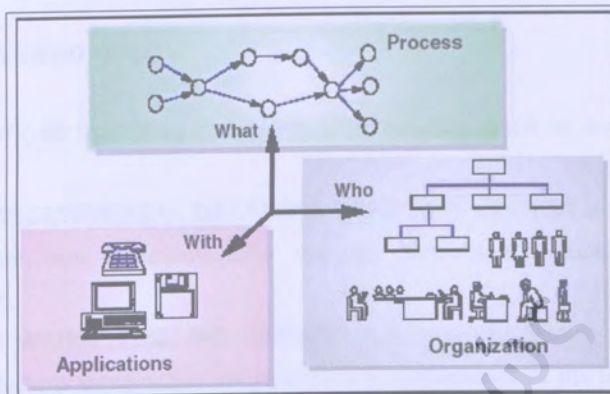 Process
What
Who
With
Applications
Organization